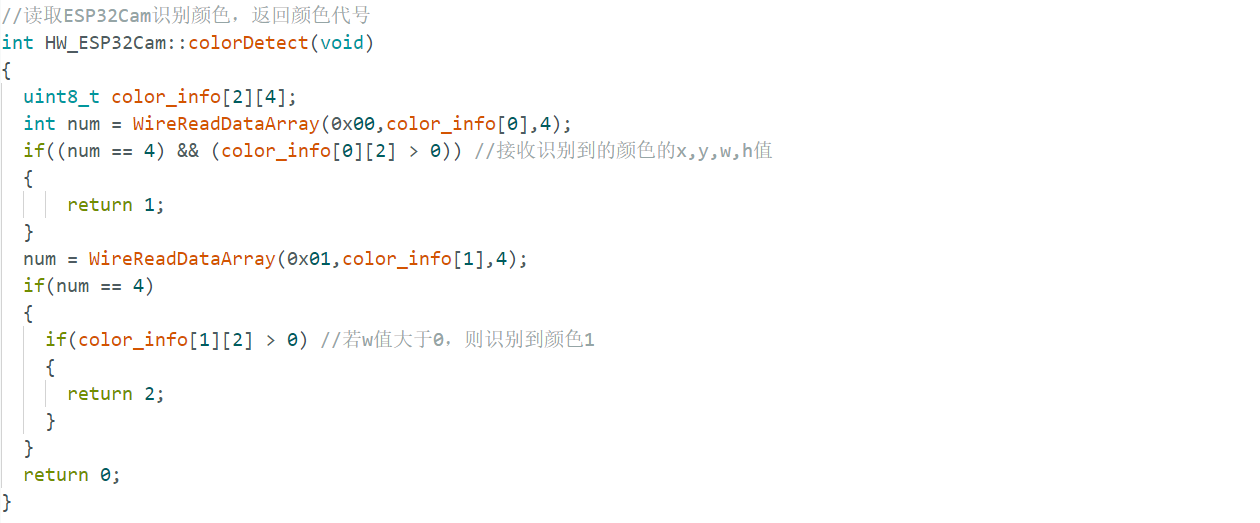 //读取ESP32Cam识别颜色，返回颜色代号
int HW_ESP32Cam::colorDetect(void)
{
  uint8_t color_info[2][4];
  int num = WireReadDataArray(0x00,color_info[0],4);
  if((num == 4) && (color_info[0][2] > 0)) //接收识别到的颜色的x,y,w,h值
  {
      return 1;
  }
  num = WireReadDataArray(0x01,color_info[1],4);
  if(num == 4)
  {
    if(color_info[1][2] > 0) //若w值大于0，则识别到颜色1
    {
      return 2;
    }
  }
  return 0;
}